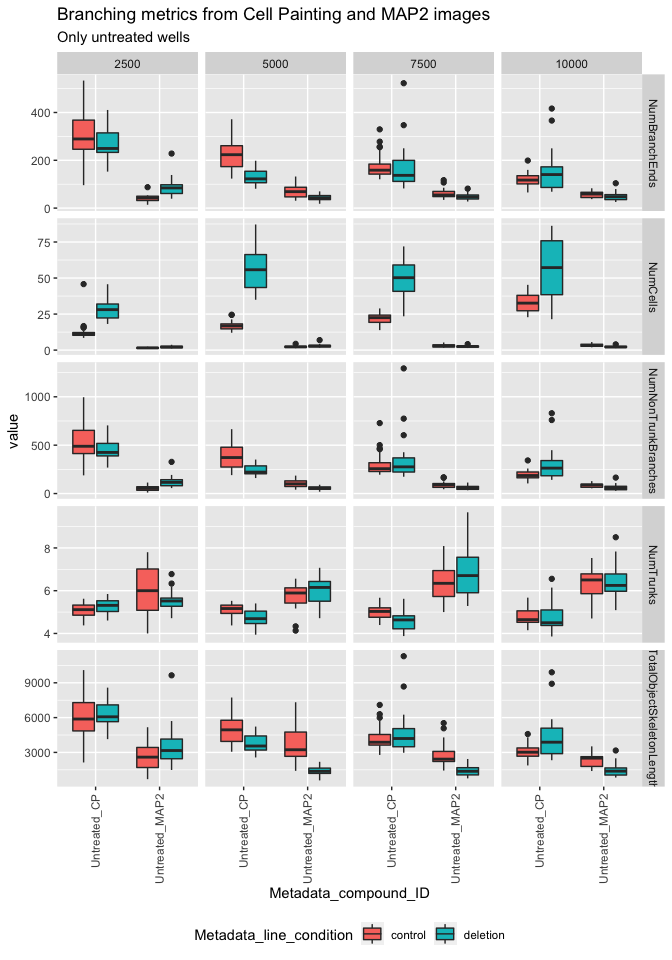 Branching metrics from Cell Painting and MAP2 images
Only untreated wells
2500 5000 7500 10000
400
200
0
NumBranchEnds
75
50
25
0
NumCells
1000
500
0
NumNonTrunkBranches
8
6
4
NumTrunks
9000
6000
3000
TotalObjectSkeletonLength
value
Untreated_CP Untreated_MAP2 Untreated_CP Untreated_MAP2 Untreated_CP Untreated_MAP2 Untreated_CP Untreated_MAP2
Metadata_compound_ID
Metadata_line_condition control deletion